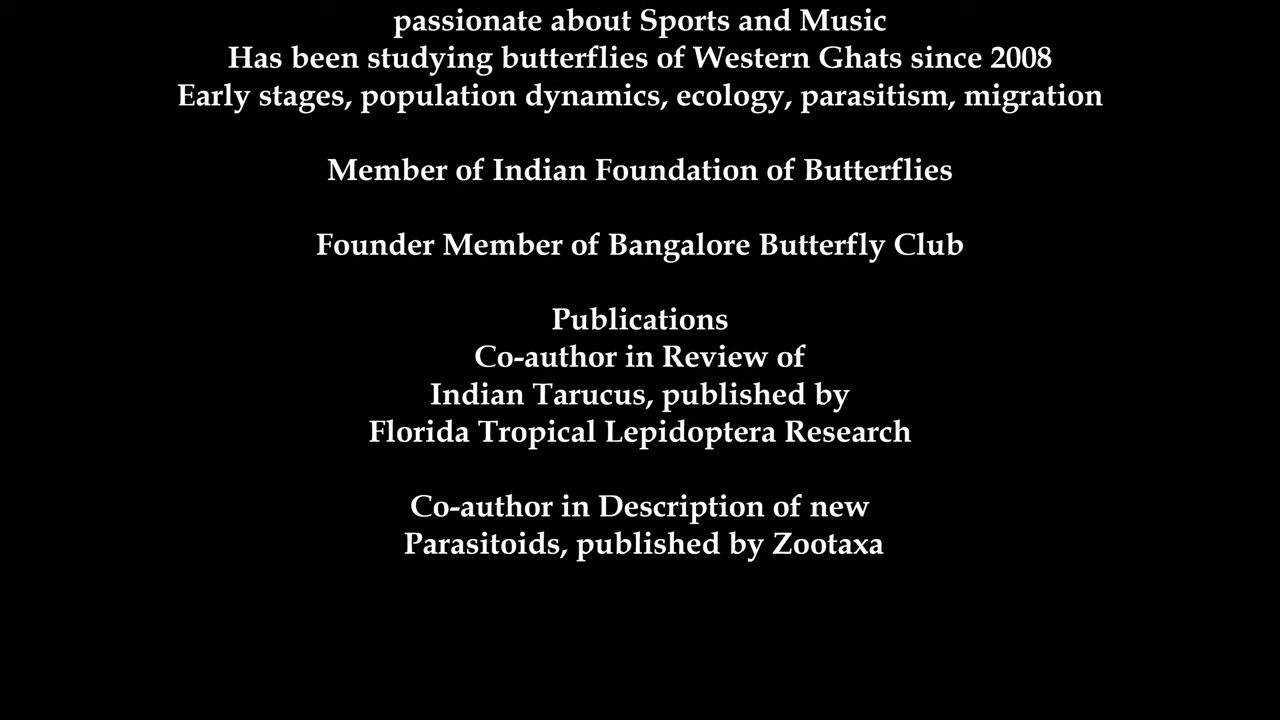 passionate about Sports and Music
Has been studying butterflies of Western Ghats since 2008
Early stages, population dynamics, ecology, parasitism, migration
Member of Indian Foundation of Butterflies
Founder Member of Bangalore Butterfly Club
Publications
Co-author in Review of
Indian Tarucus, published by
Florida Tropical Lepidoptera Research
Co-author in Description of new
Parasitoids, published by Zootaxa